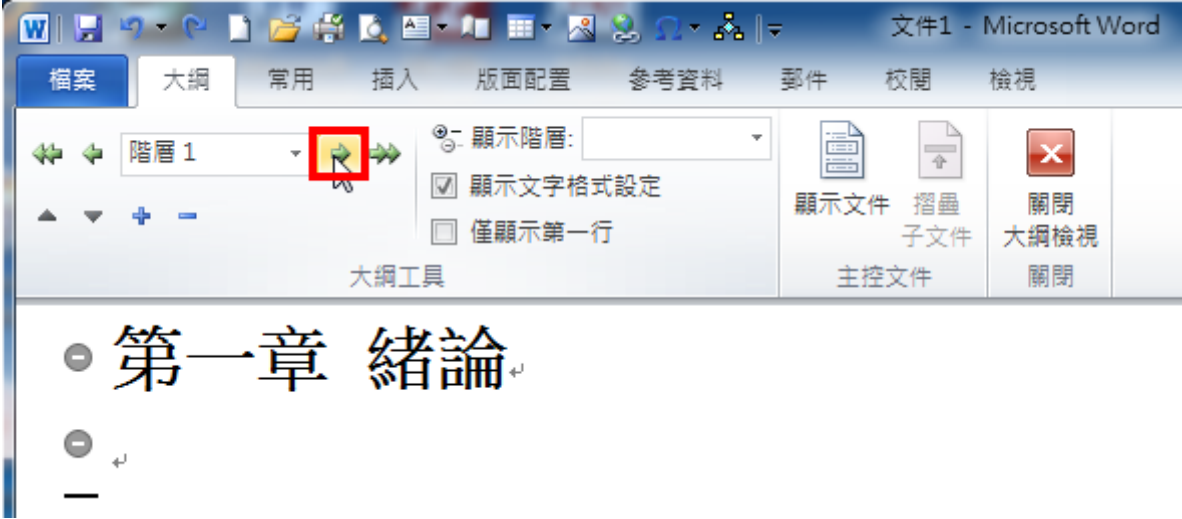 文件1 - Microsoft Word
檔案 大綱 常用 插入 版面配置 參考資料 郵件 校閱 檢視
階層 1
顯示階層:
顯示文字格式設定
僅顯示第一行
大綱工具
顯示文件
摺疊
子文件
主控文件
關閉
大綱檢視
關閉
第一章 緒論